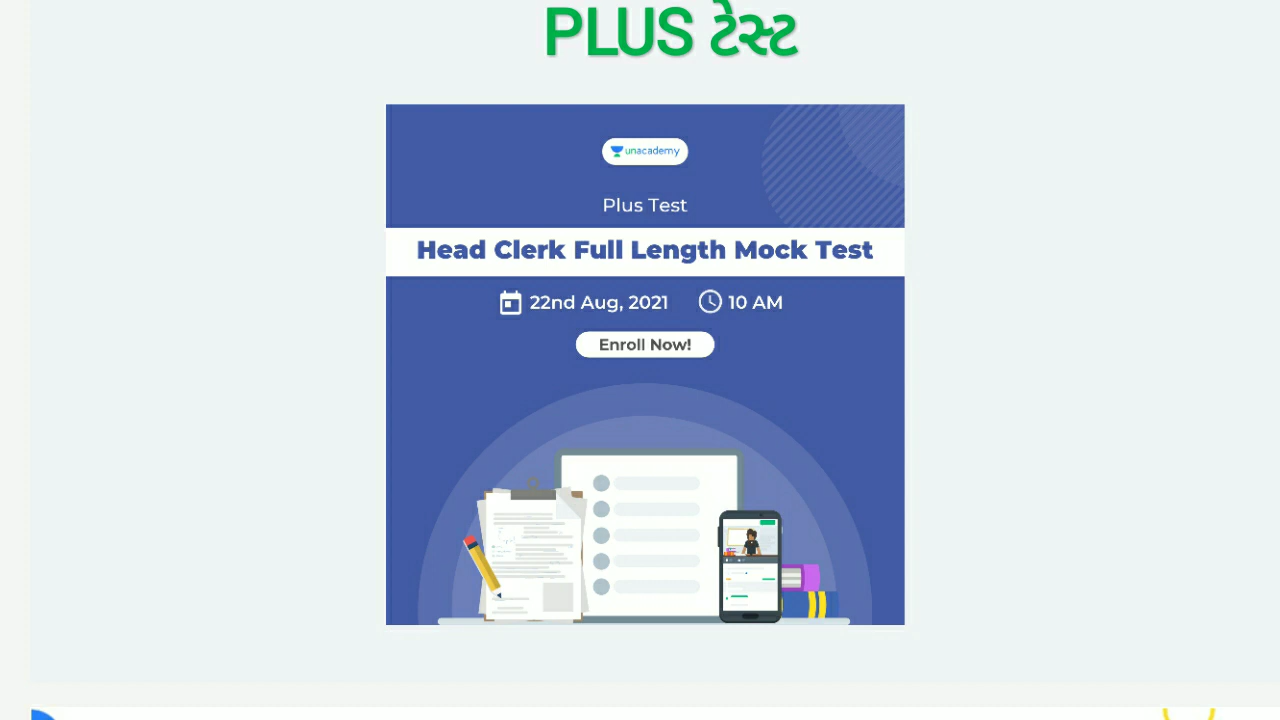 PLUS ટેસ્ટ
unacademy
Plus Test
Head Clerk Full Length Mock Test
22nd Aug, 2021 10 AM
Enroll Now!